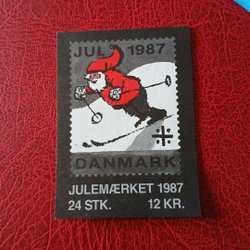 JUL 1987
DANMARK
JULEMÆRKET 1987
24 STK. 12 KR.